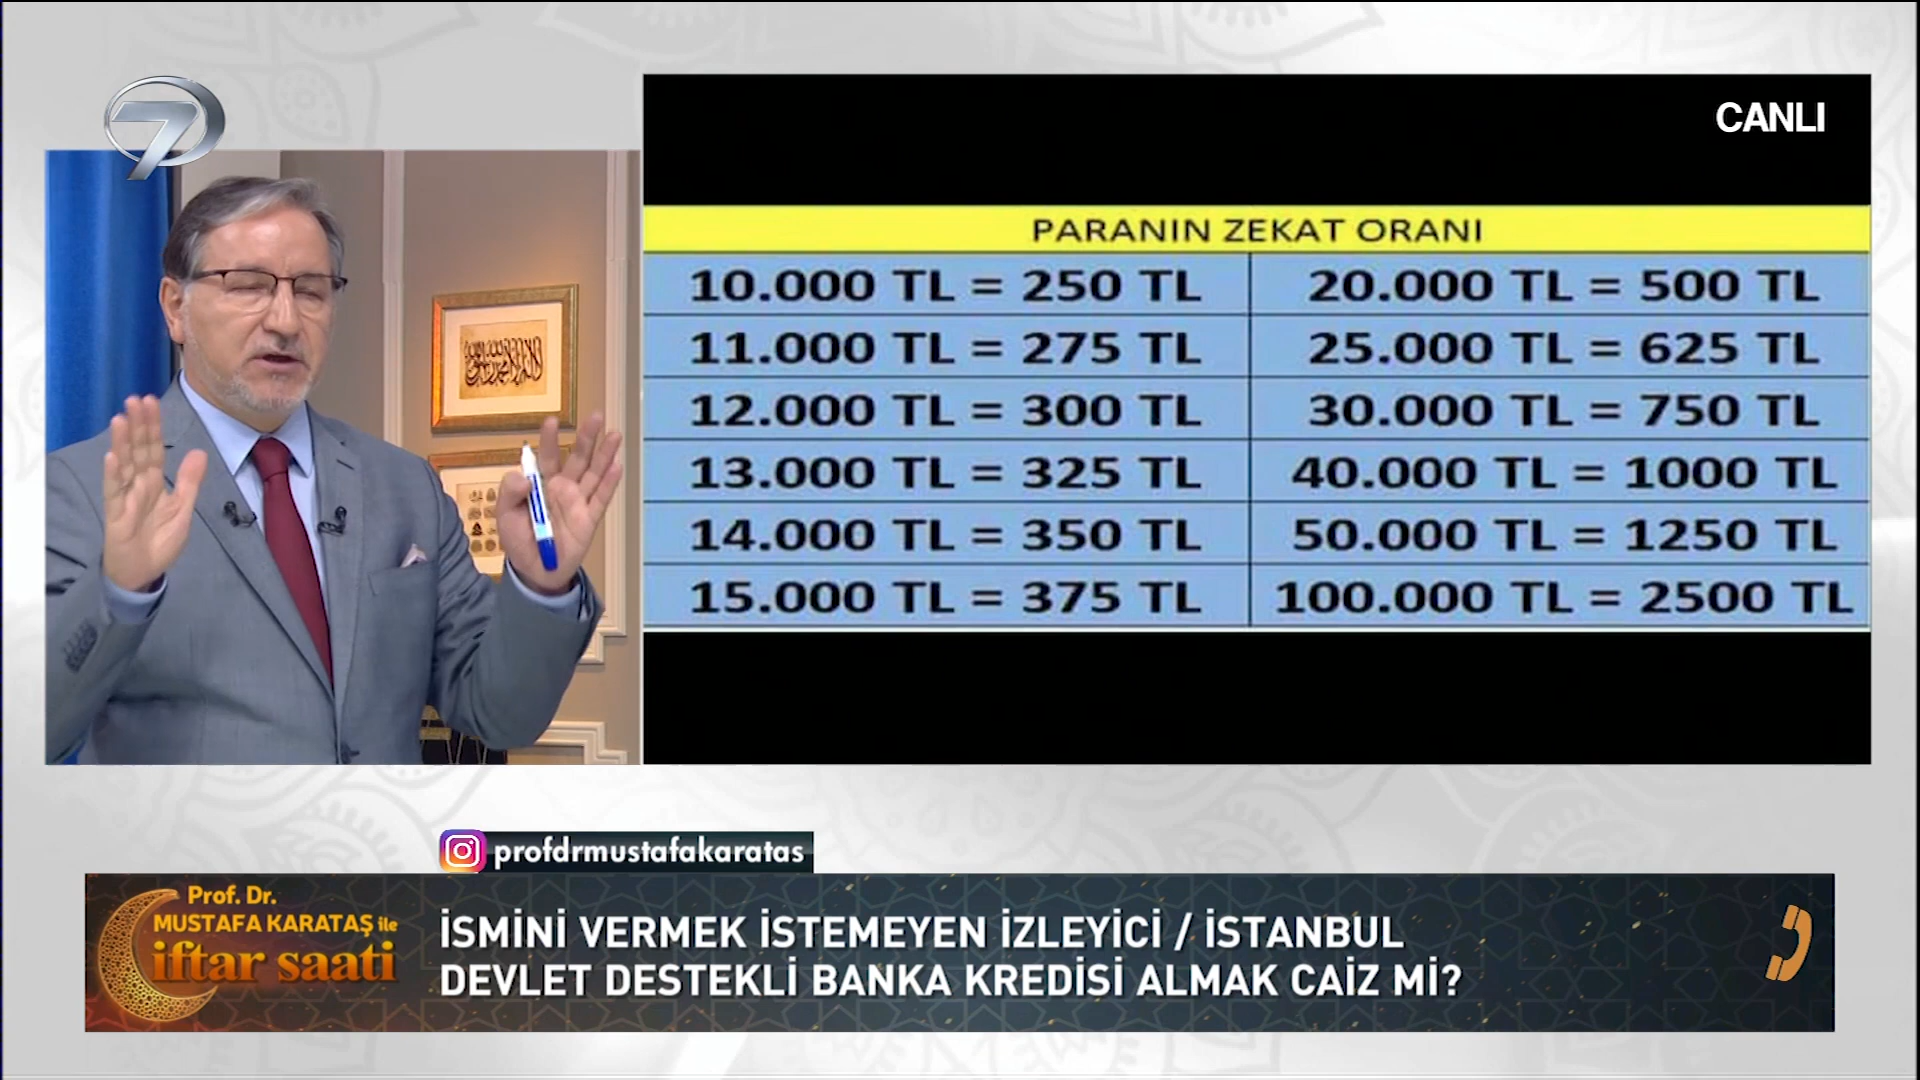 7
CANLI
PARANIN ZEKAT ORANI
10.000 TL = 250 TL
20.000 TL = 500 TL
11.000 TL = 275 TL
25.000 TL = 625 TL
12.000 TL = 300 TL
30.000 TL = 750 TL
13.000 TL = 325 TL
40.000 TL = 1000 TL
14.000 TL = 350 TL
50.000 TL = 1250 TL
15.000 TL = 375 TL
100.000 TL = 2500 TL
profdrmustafakaratas
Prof. Dr.
MUSTAFA KARATAŞ ile
iftar saati
İSMİNİ VERMEK İSTEMEYEN İZLEYİCİ / İSTANBUL
DEVLET DESTEKLİ BANKA KREDİSİ ALMAK CAİZ Mİ?